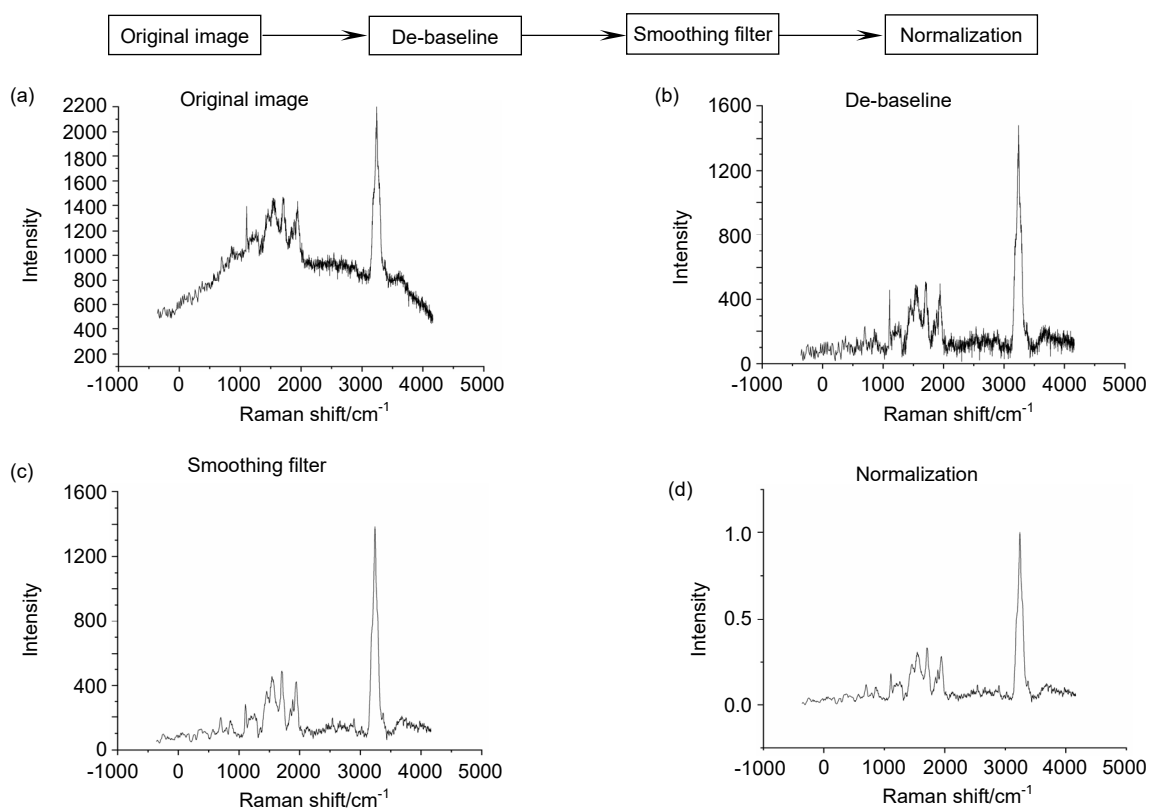 Original image De-baseline Smoothing filter Normalization
(a) Original image
2200
2000
1800
1600
1400
1200
1000
800
600
400
200
-1000 0 1000 2000 3000 4000 5000
Intensity
Raman shift/cm⁻¹
(b) De-baseline
1600
1200
800
400
0
-1000 0 1000 2000 3000 4000 5000
Intensity
Raman shift/cm⁻¹
(c) Smoothing filter
1600
1200
800
400
0
-1000 0 1000 2000 3000 4000 5000
Intensity
Raman shift/cm⁻¹
(d) Normalization
1.0
0.5
0.0
-1000 0 1000 2000 3000 4000 5000
Intensity
Raman shift/cm⁻¹